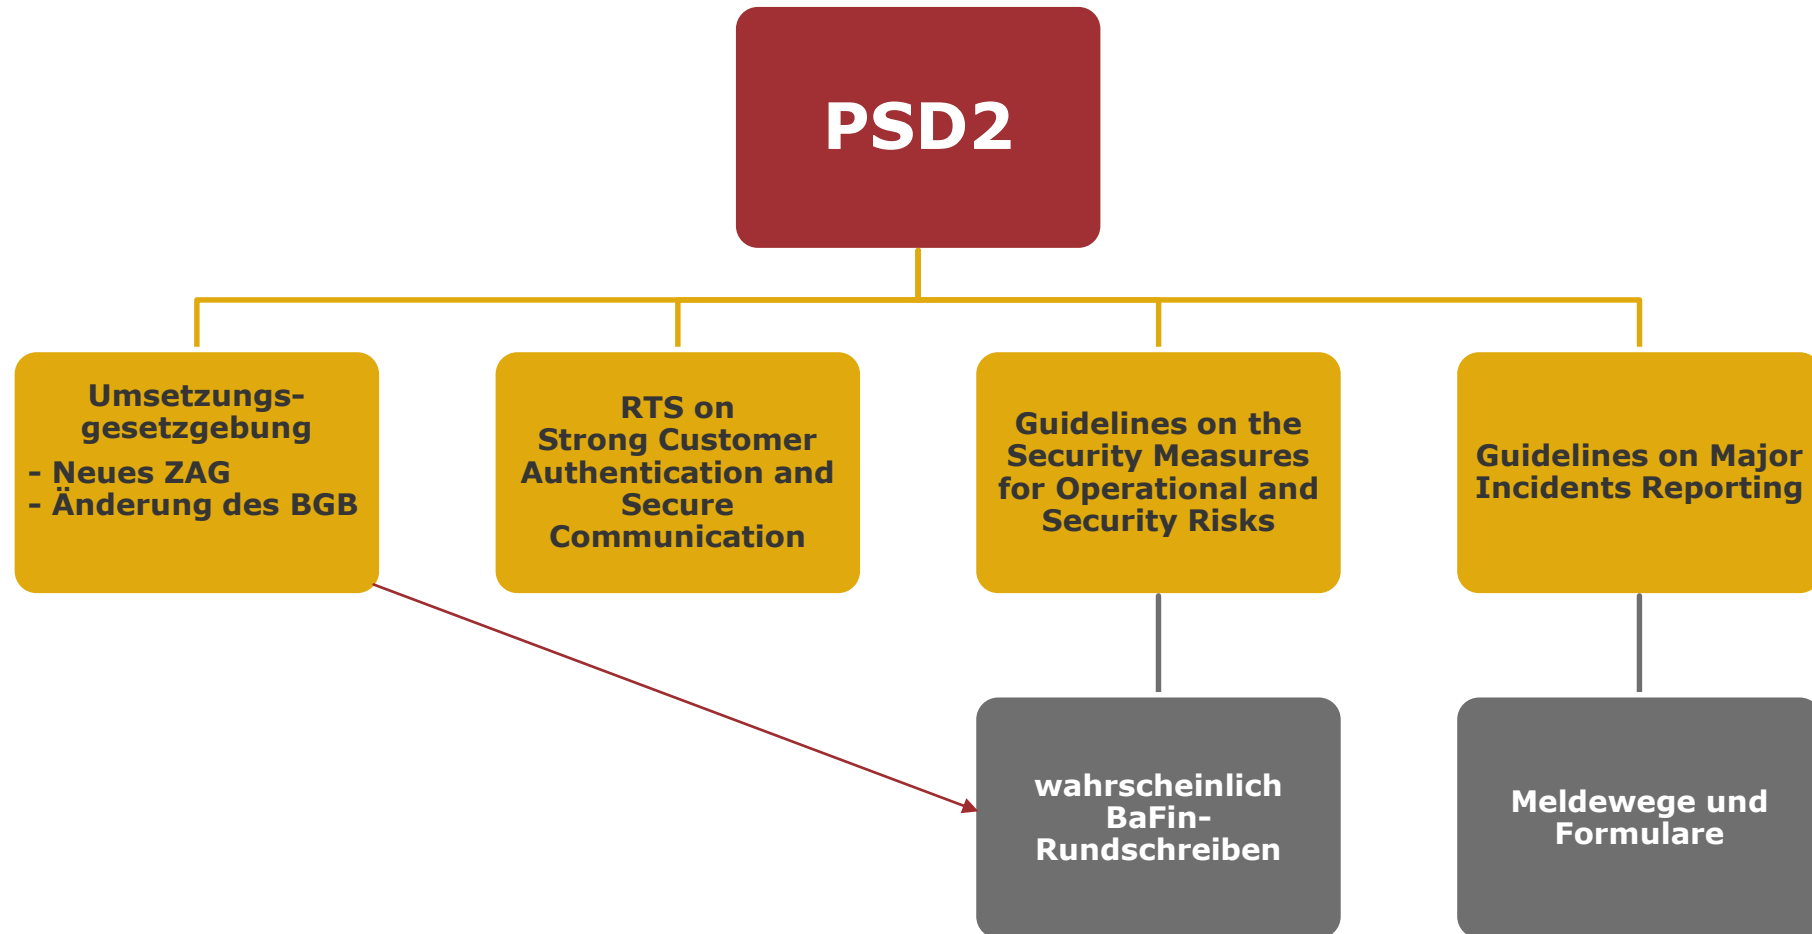 PSD2
Umsetzungs-
gesetzgebung
- Neues ZAG
- Änderung des BGB
RTS on
Strong Customer
Authentication and
Secure
Communication
Guidelines on the
Security Measures
for Operational and
Security Risks
Guidelines on Major
Incidents Reporting
wahrscheinlich
BaFin-
Rundschreiben
Meldewege und
Formulare